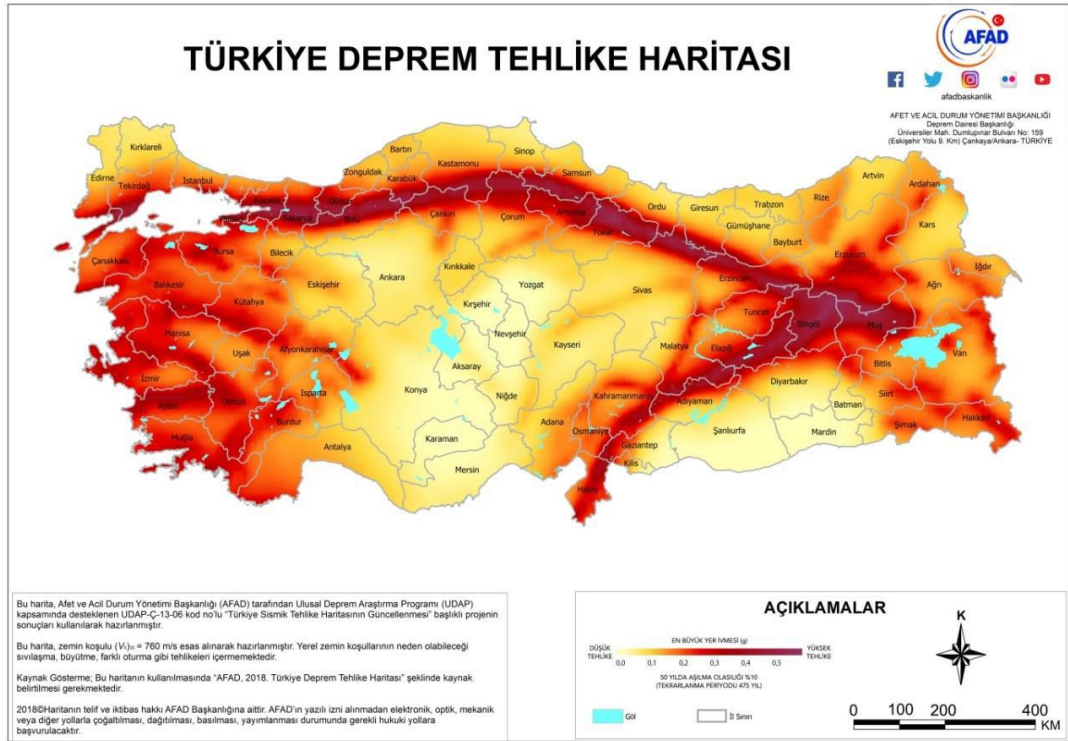 TÜRKİYE DEPREM TEHLİKE HARİTASI
AFAD
afadbaskanlik
AFET VE ACİL DURUM YÖNETİMİ BAŞKANLIĞI
Deprem Dairesi Başkanlığı
Üniversiler Mah. Dumlupınar Bulvarı No: 159
(Eskişehir Yolu 9. Km) Çankaya/Ankara- TÜRKİYE
Kırklareli
Edirne
Tekirdağ
İstanbul
Kocaeli
Sakarya
Düzce
Bolu
Zonguldak
Bartın
Karabük
Kastamonu
Sinop
Samsun
Çankırı
Çorum
Amasya
Tokat
Ordu
Giresun
Trabzon
Gümüşhane
Bayburt
Rize
Artvin
Ardahan
Kars
Iğdır
Ağrı
Erzurum
Erzincan
Çanakkale
Balıkesir
Bursa
Bilecik
Eskişehir
Kütahya
Ankara
Kırıkkale
Kırşehir
Yozgat
Sivas
Tunceli
Bingöl
Muş
Elazığ
Malatya
Bitlis
Van
Manisa
Uşak
Afyonkarahisar
İzmir
Aydın
Denizli
Isparta
Burdur
Muğla
Antalya
Konya
Aksaray
Nevşehir
Kayseri
Niğde
Karaman
Mersin
Adana
Osmaniye
Kahramanmaraş
Adıyaman
Gaziantep
Kilis
Hatay
Şanlıurfa
Diyarbakır
Batman
Mardin
Siirt
Şırnak
Hakkari
Bu harita, Afet ve Acil Durum Yönetimi Başkanlığı (AFAD) tarafından Ulusal Deprem Araştırma Programı (UDAP)
kapsamında desteklenen UDAP-Ç-13-06 kod no'lu "Türkiye Sismik Tehlike Haritasının Güncellenmesi" başlıklı projenin
sonuçları kullanılarak hazırlanmıştır.
Bu harita, zemin koşulu = 760 m/s esas alınarak hazırlanmıştır. Yerel zemin koşullarının neden olabileceği
sıvılaşma, büyütme, farklı oturma gibi tehlikeleri içermemektedir.
Kaynak Gösterme; Bu haritanın kullanılmasında "AFAD, 2018. Türkiye Deprem Tehlike Haritası" şeklinde kaynak
belirtilmesi gerekmektedir.
2018©Haritanın telif ve iktibas hakkı AFAD Başkanlığına aittir. AFAD'ın yazılı izni alınmadan elektronik, optik, mekanik
veya diğer yollarla çoğaltılması, dağıtılması, basılması, yayımlanması durumunda gerekli hukuki yollara
başvurulacaktır.
AÇIKLAMALAR
EN BÜYÜK YER İVMESİ (g)
DÜŞÜK TEHLİKE
0,0 0,1 0,2 0,3 0,4 0,5
YÜKSEK TEHLİKE
50 YILDA AŞILMA OLASILIĞI %10
(TEKRARLANMA PERİYODU 475 YIL)
Göl
İl Sınırı
K
0 100 200 400
KM